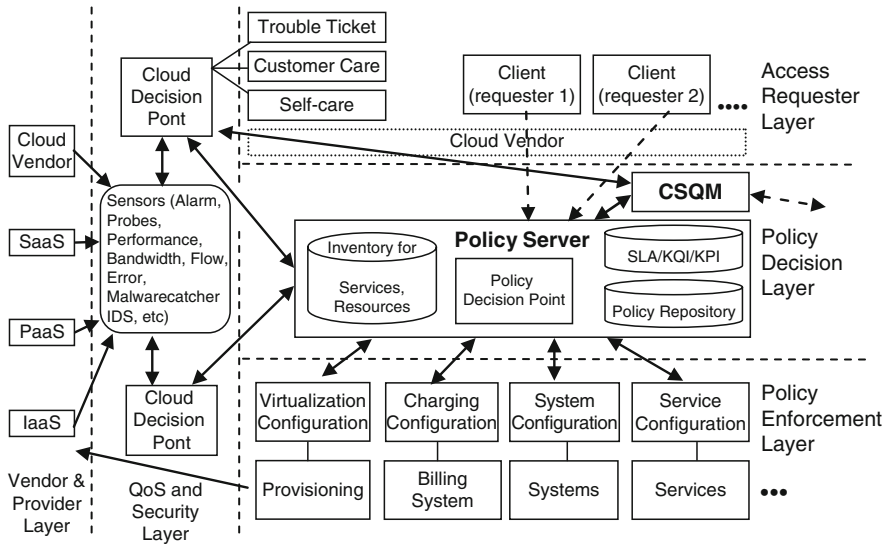 Trouble Ticket
Customer Care
Self-care
Cloud
Decision
Pont
Client
(requester 1)
Client
(requester 2)
Access
Requester
Layer
Cloud Vendor
Cloud
Vendor
SaaS
PaaS
IaaS
Vendor &
Provider
Layer
Sensors (Alarm,
Probes,
Performance,
Bandwidth, Flow,
Error,
Malwarecatcher
IDS, etc)
Cloud
Decision
Pont
QoS and
Security
Layer
CSQM
Policy Server
Inventory for
Services,
Resources
Policy
Decision Point
SLA/KQI/KPI
Policy Repository
Policy
Decision
Layer
Virtualization
Configuration
Charging
Configuration
System
Configuration
Service
Configuration
Policy
Enforcement
Layer
Provisioning
Billing
System
Systems
Services